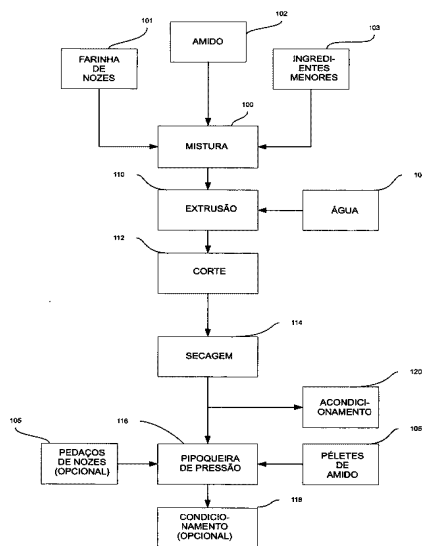 102
101
103
AMIDO
FARINHA
DE
NOZES
INGREDI-
ENTES
MENORES
100
MISTURA
110
10
EXTRUSÃO
ÁGUA
112
CORTE
114
SECAGEM
120
ACONDICI-
ONAMENTO
105
116
106
PEDAÇOS
DE NOZES
(OPCIONAL)
PIPOQUEIRA
DE PRESSÃO
PÉLETES
DE
AMIDO
118
CONDICIO-
NAMENTO
(OPCIONAL)